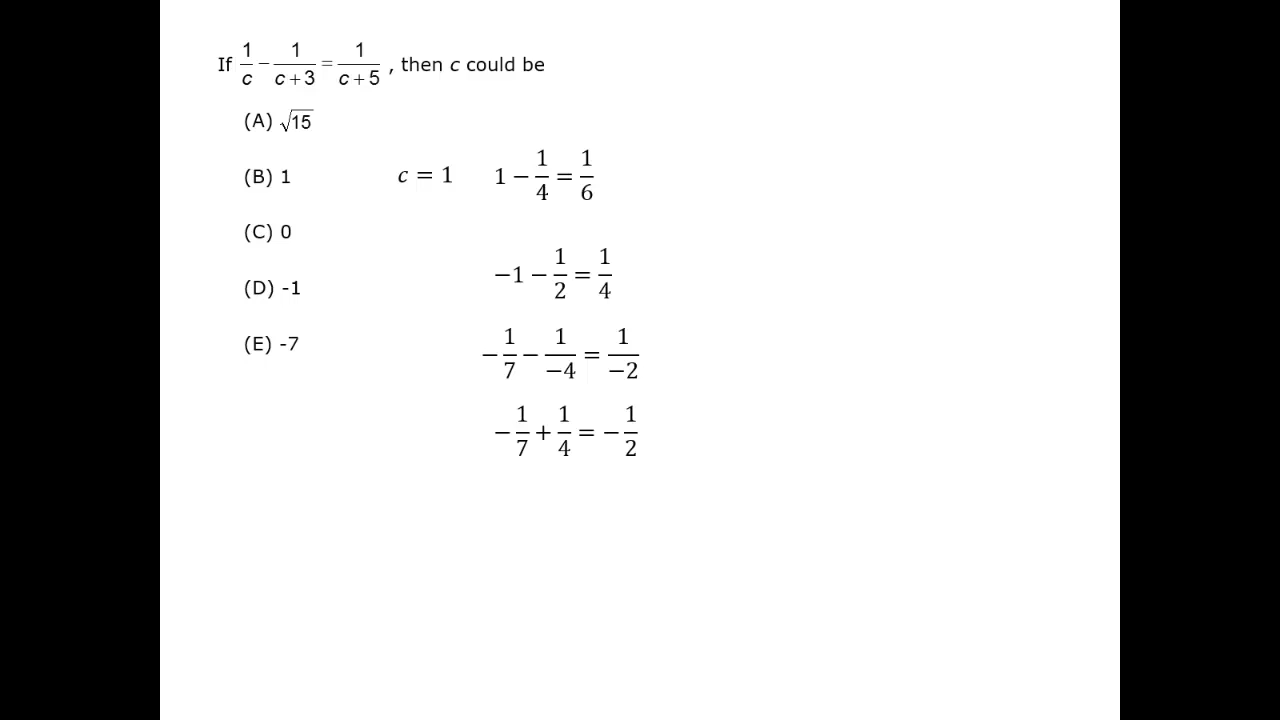 If 1/c − 1/(c+3) = 1/(c+5) , then c could be
(A) √15
(B) 1 c = 1 1 − 1/4 = 1/6
(C) 0
−1 − 1/2 = 1/4
(D) -1
(E) -7 −1/7 − 1/−4 = 1/−2
−1/7 + 1/4 = −1/2